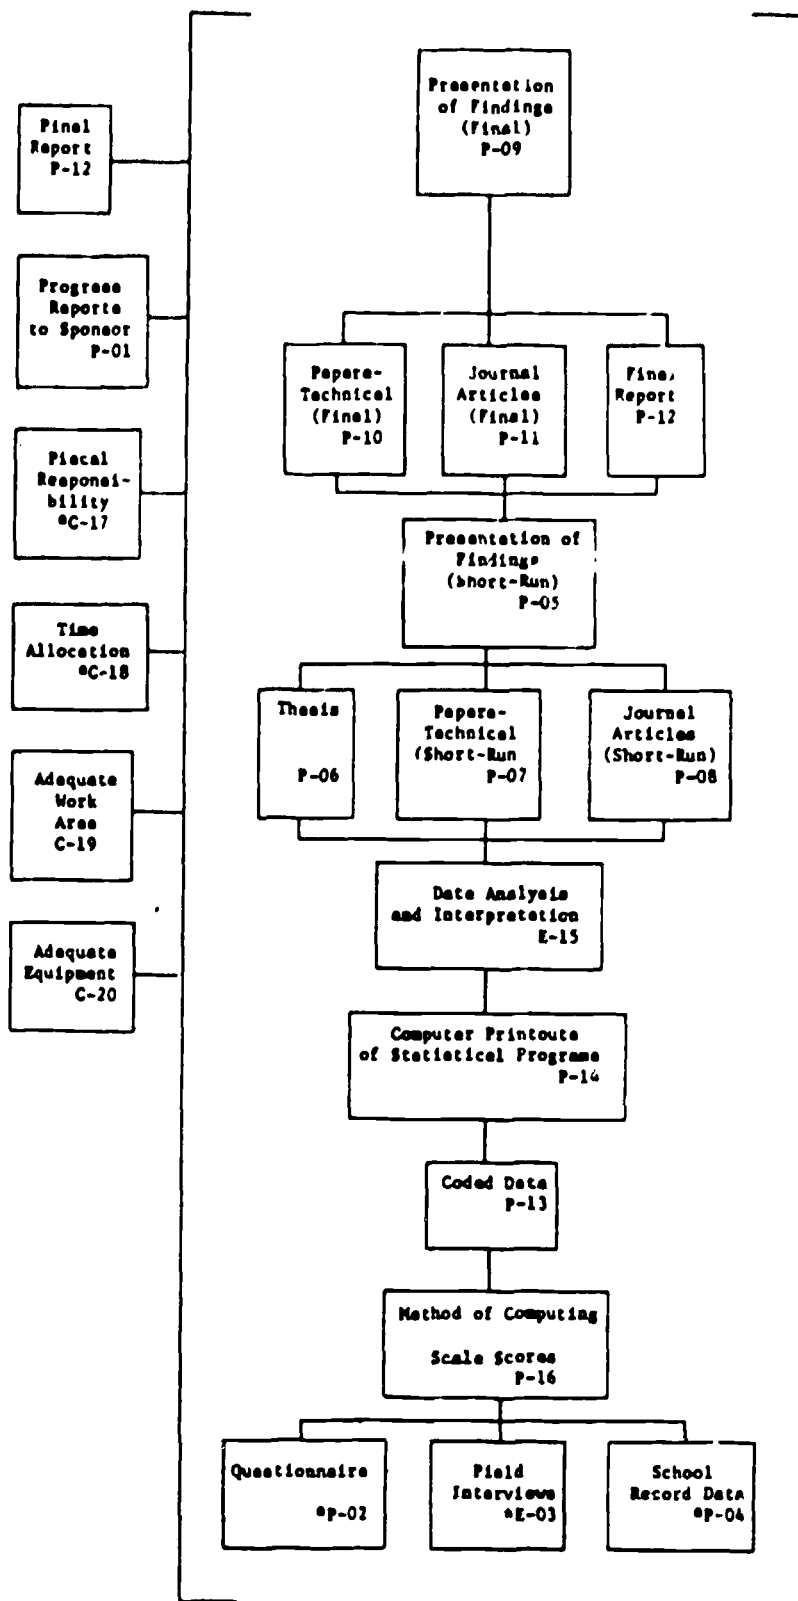 Presentation
of Findings
(Final)
P-09
Final
Report
P-12
Progress
Reports
to Sponsor
P-01
Papers-
Technical
(Final)
P-10
Journal
Articles
(Final)
P-11
Final
Report
P-12
Fiscal
Responsi-
bility
*C-17
Presentation of
Findings
(Short-Run)
P-05
Time
Allocation
*C-18
Thesis
P-06
Papers-
Technical
(Short-Run
P-07
Journal
Articles
(Short-Run)
P-08
Adequate
Work
Area
C-19
Data Analysis
and Interpretation
E-15
Adequate
Equipment
C-20
Computer Printouts
of Statistical Programs
P-14
Coded Data
P-13
Method of Computing
Scale Scores
P-16
Questionnaire
*P-02
Field
Interviews
*E-03
School
Record Data
*P-04